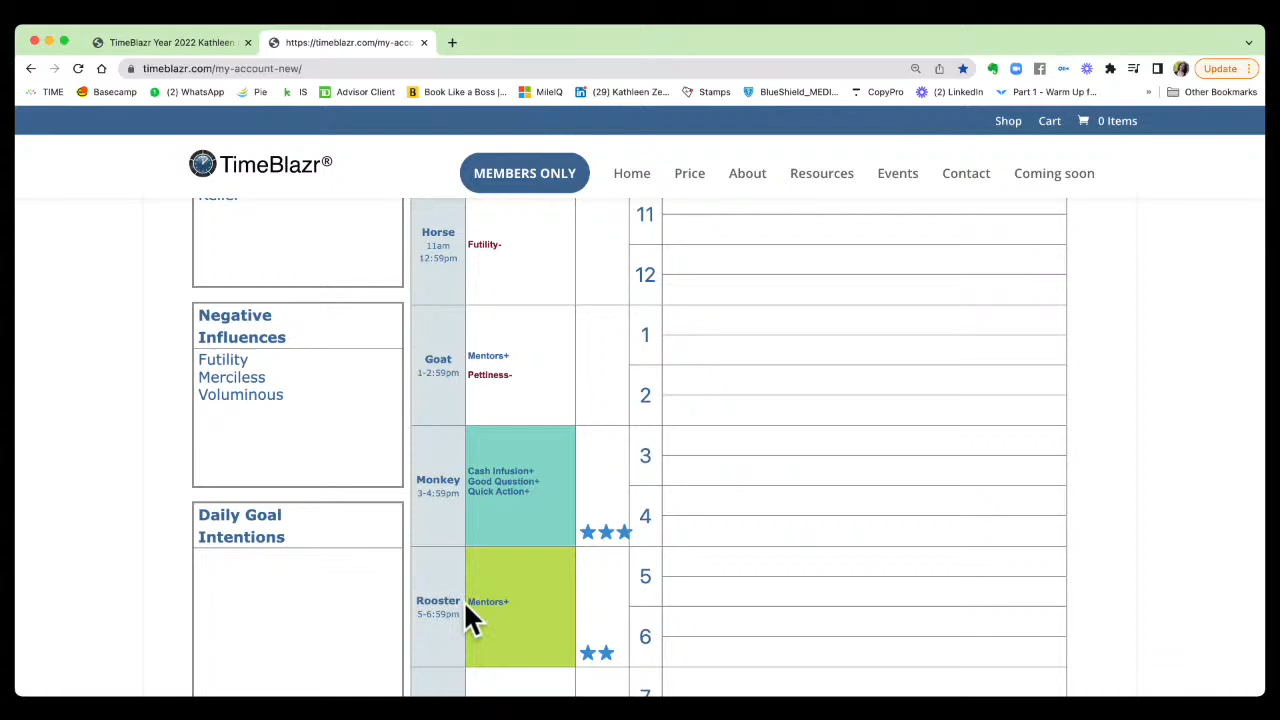 TimeBlazr Year 2022 Kathleen
https://timeblazr.com/my-acco
timeblazr.com/my-account-new/
Update
TIME
Basecamp
(2) WhatsApp
Pie
IS
Advisor Client
Book Like a Boss |...
MileIQ
(29) Kathleen Ze...
Stamps
BlueShield_MEDI...
CopyPro
(2) LinkedIn
Part 1 - Warm Up f...
»
Other Bookmarks
Shop
Cart
0 Items
TimeBlazr®
MEMBERS ONLY
Home
Price
About
Resources
Events
Contact
Coming soon
Negative
Influences
Futility
Merciless
Voluminous
Daily Goal
Intentions
Horse
11am
12:59pm
Futility-
Goat
1-2:59pm
Mentors+
Pettiness-
Monkey
3-4:59pm
Cash Infusion+
Good Question+
Quick Action+
Rooster
5-6:59pm
Mentors+
11
12
1
2
3
4
5
6
7